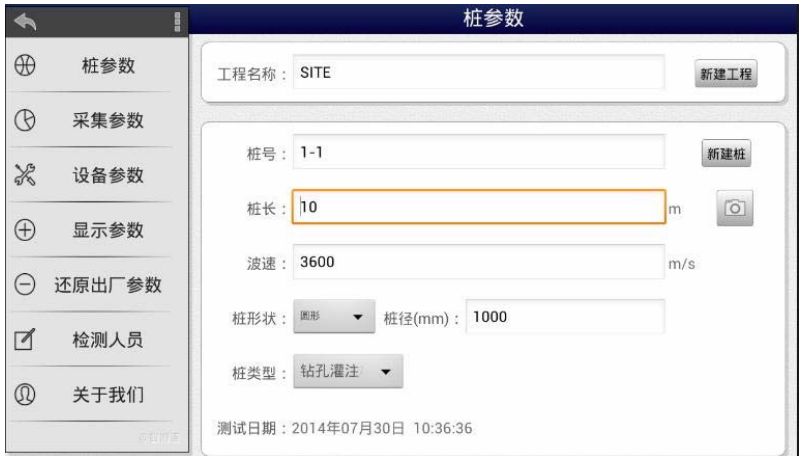 桩参数
桩参数
采集参数
设备参数
显示参数
还原出厂参数
检测人员
关于我们
工程名称：
SITE
新建工程
桩号：
1-1
新建桩
桩长：
10
m
波速：
3600
m/s
桩形状：
圆形
桩径(mm)：
1000
桩类型：
钻孔灌注
测试日期：2014年07月30日 10:36:36